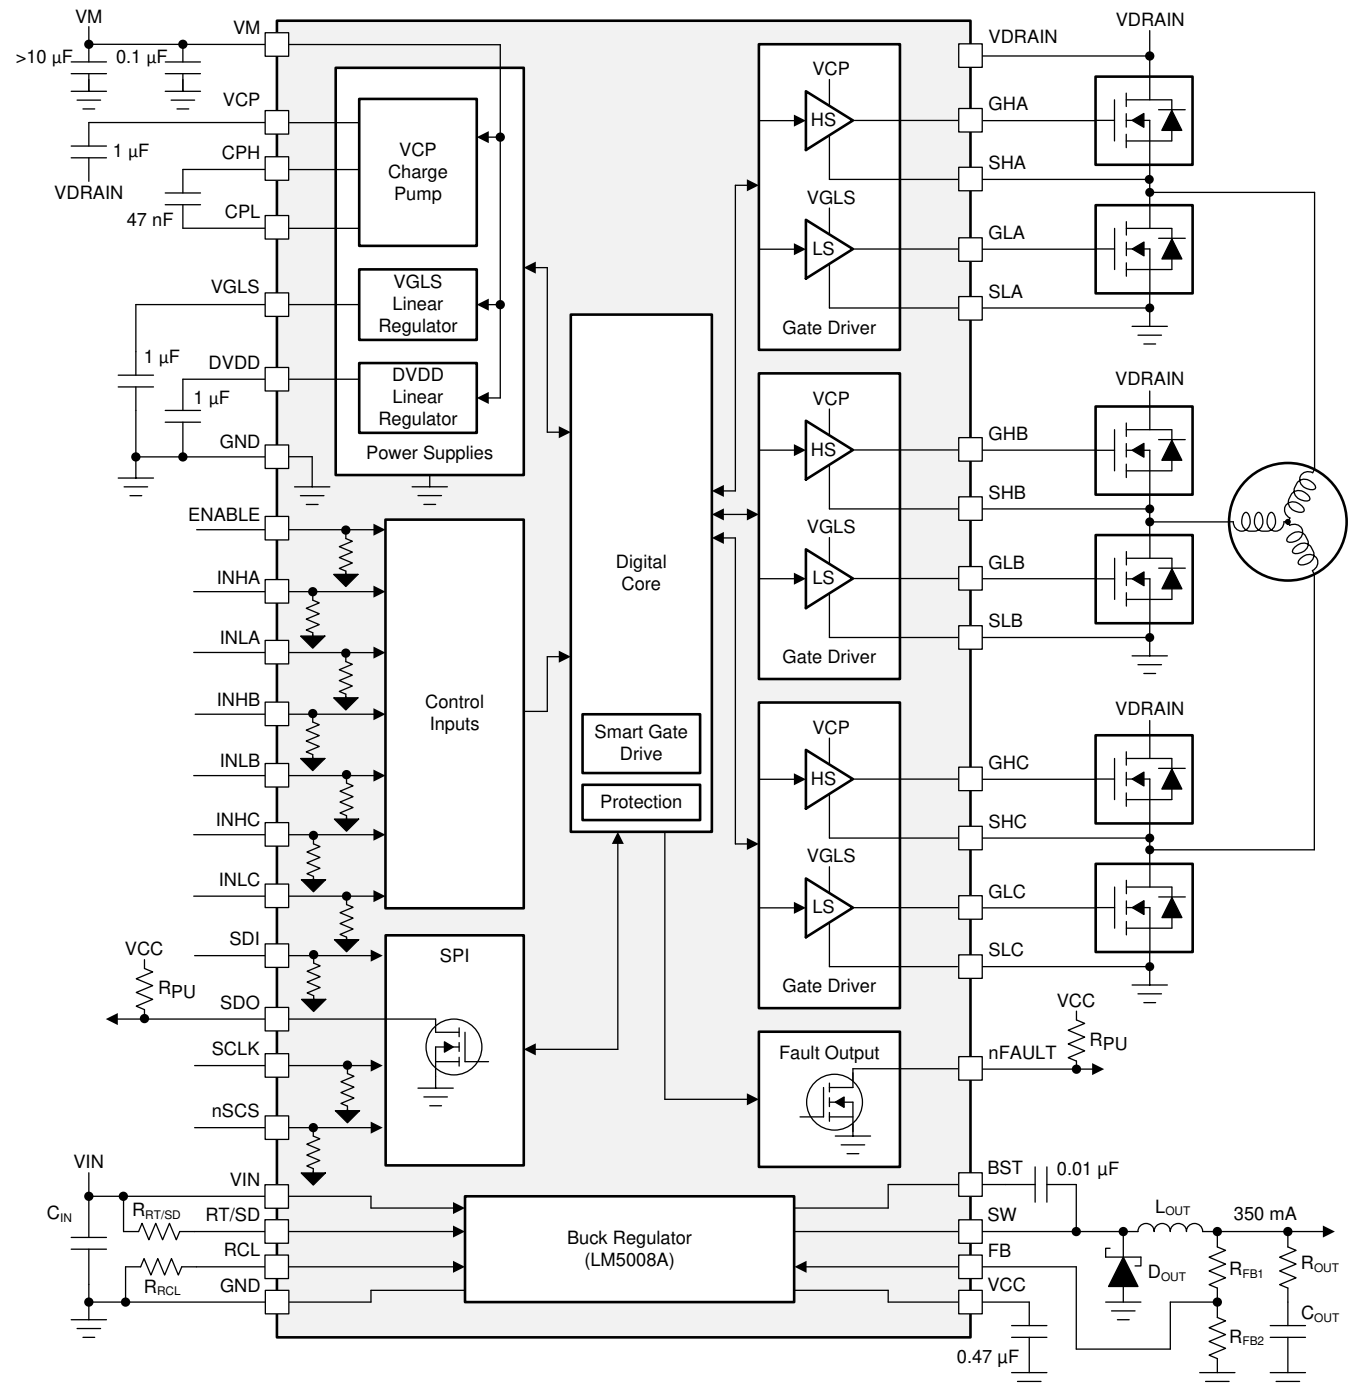 VM
VM
>10 µF
0.1 µF
VCP
1 µF
VDRAIN
CPH
47 nF
CPL
VCP
Charge
Pump
VGLS
VGLS
Linear
Regulator
1 µF
DVDD
1 µF
DVDD
Linear
Regulator
GND
Power Supplies
ENABLE
INHA
INLA
INHB
INLB
INHC
INLC
Control
Inputs
SDI
VCC
RPU
SDO
SCLK
nSCS
SPI
Digital
Core
Smart Gate
Drive
Protection
VCP
HS
VGLS
LS
Gate Driver
VDRAIN
VDRAIN
GHA
SHA
GLA
SLA
VCP
HS
VGLS
LS
Gate Driver
VDRAIN
GHB
SHB
GLB
SLB
VCP
HS
VGLS
LS
Gate Driver
VDRAIN
GHC
SHC
GLC
SLC
Fault Output
nFAULT
VCC
RPU
VIN
CIN
VIN
RRT/SD
RT/SD
RCL
RRCL
GND
Buck Regulator
(LM5008A)
BST
0.01 µF
SW
LOUT
350 mA
FB
DOUT
RFB1
ROUT
VCC
0.47 µF
RFB2
COUT